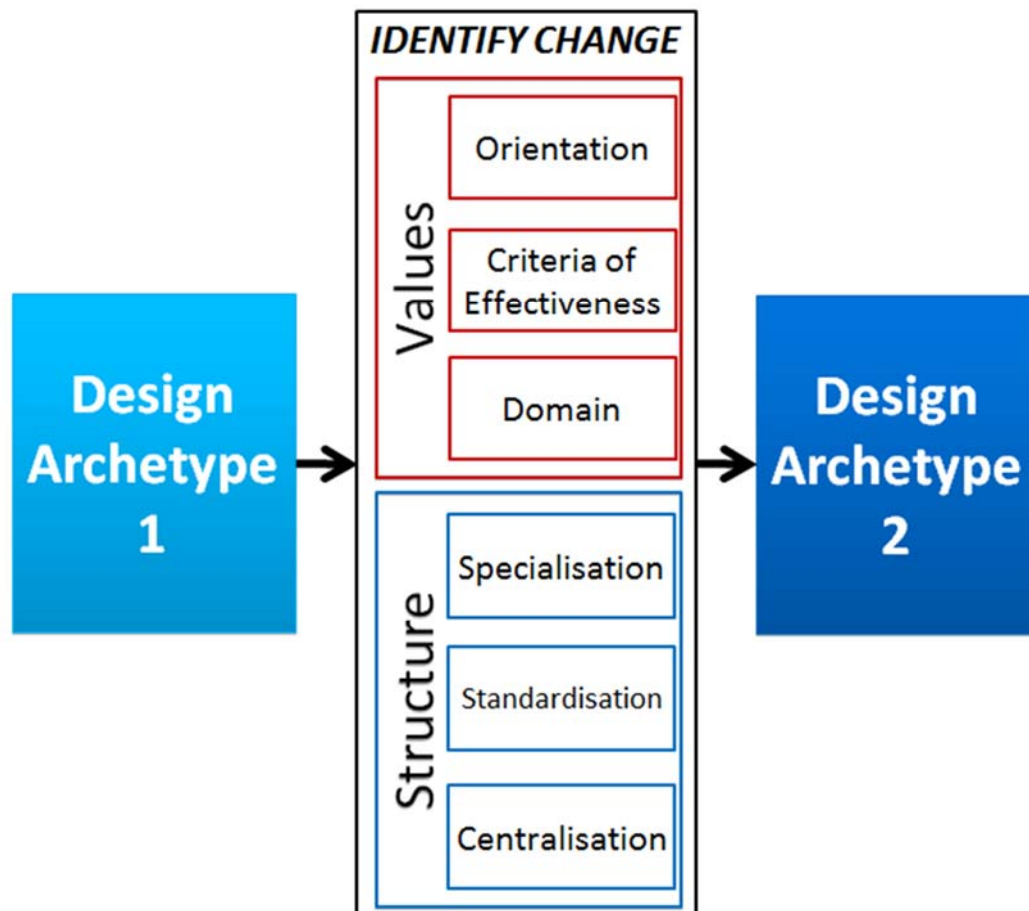 IDENTIFY CHANGE
Design
Archetype
1
Values
Orientation
Criteria of
Effectiveness
Domain
Structure
Specialisation
Standardisation
Centralisation
Design
Archetype
2